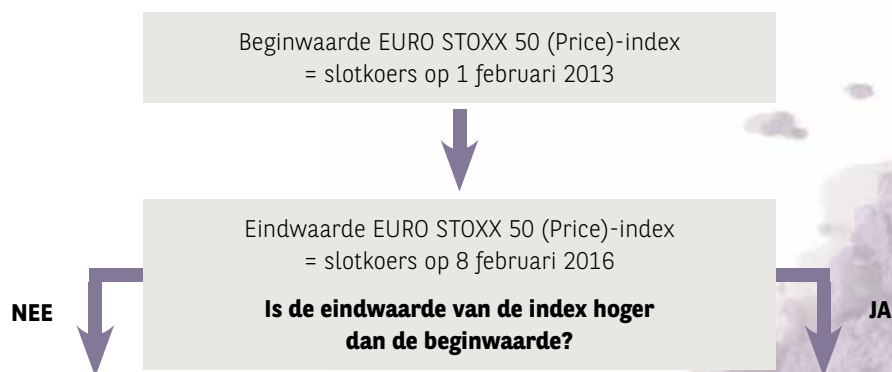 Beginwaarde EURO STOXX 50 (Price)-index
= slotkoers op 1 februari 2013
Eindwaarde EURO STOXX 50 (Price)-index
= slotkoers op 8 februari 2016
Is de eindwaarde van de index hoger
dan de beginwaarde?
NEE
JA